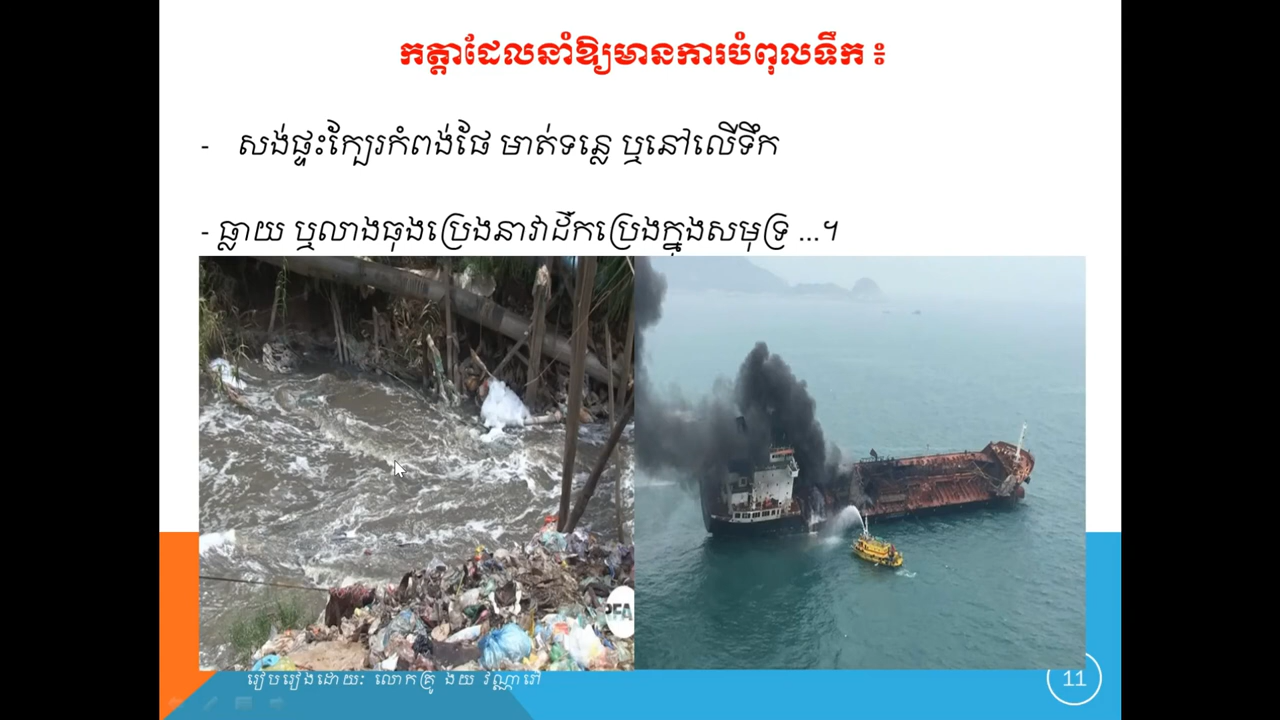 កត្តាដែលនាំឱ្យមានការបំពុលទឹក ៖
- សង់ផ្ទះក្បែរកំពង់ផែ មាត់ទន្លេ ឬនៅលើទឹក
- ធ្លាយ ឬលាងធុងប្រេងនាវាដឹកប្រេងក្នុងសមុទ្រ ...។
RFA
រៀបរៀងដោយ: លោកគ្រូ ងយ វណ្ណារៅ
11